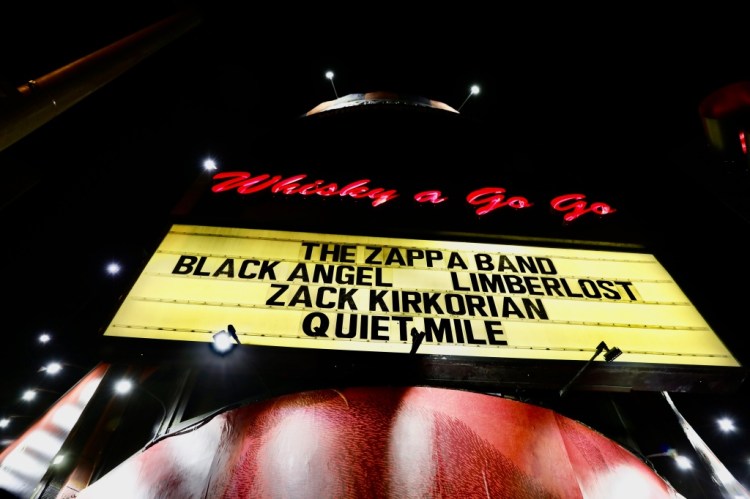 Whisky a Go Go
THE ZAPPA BAND
BLACK ANGEL LIMBERLOST
ZACK KIRKORIAN
QUIET MILE